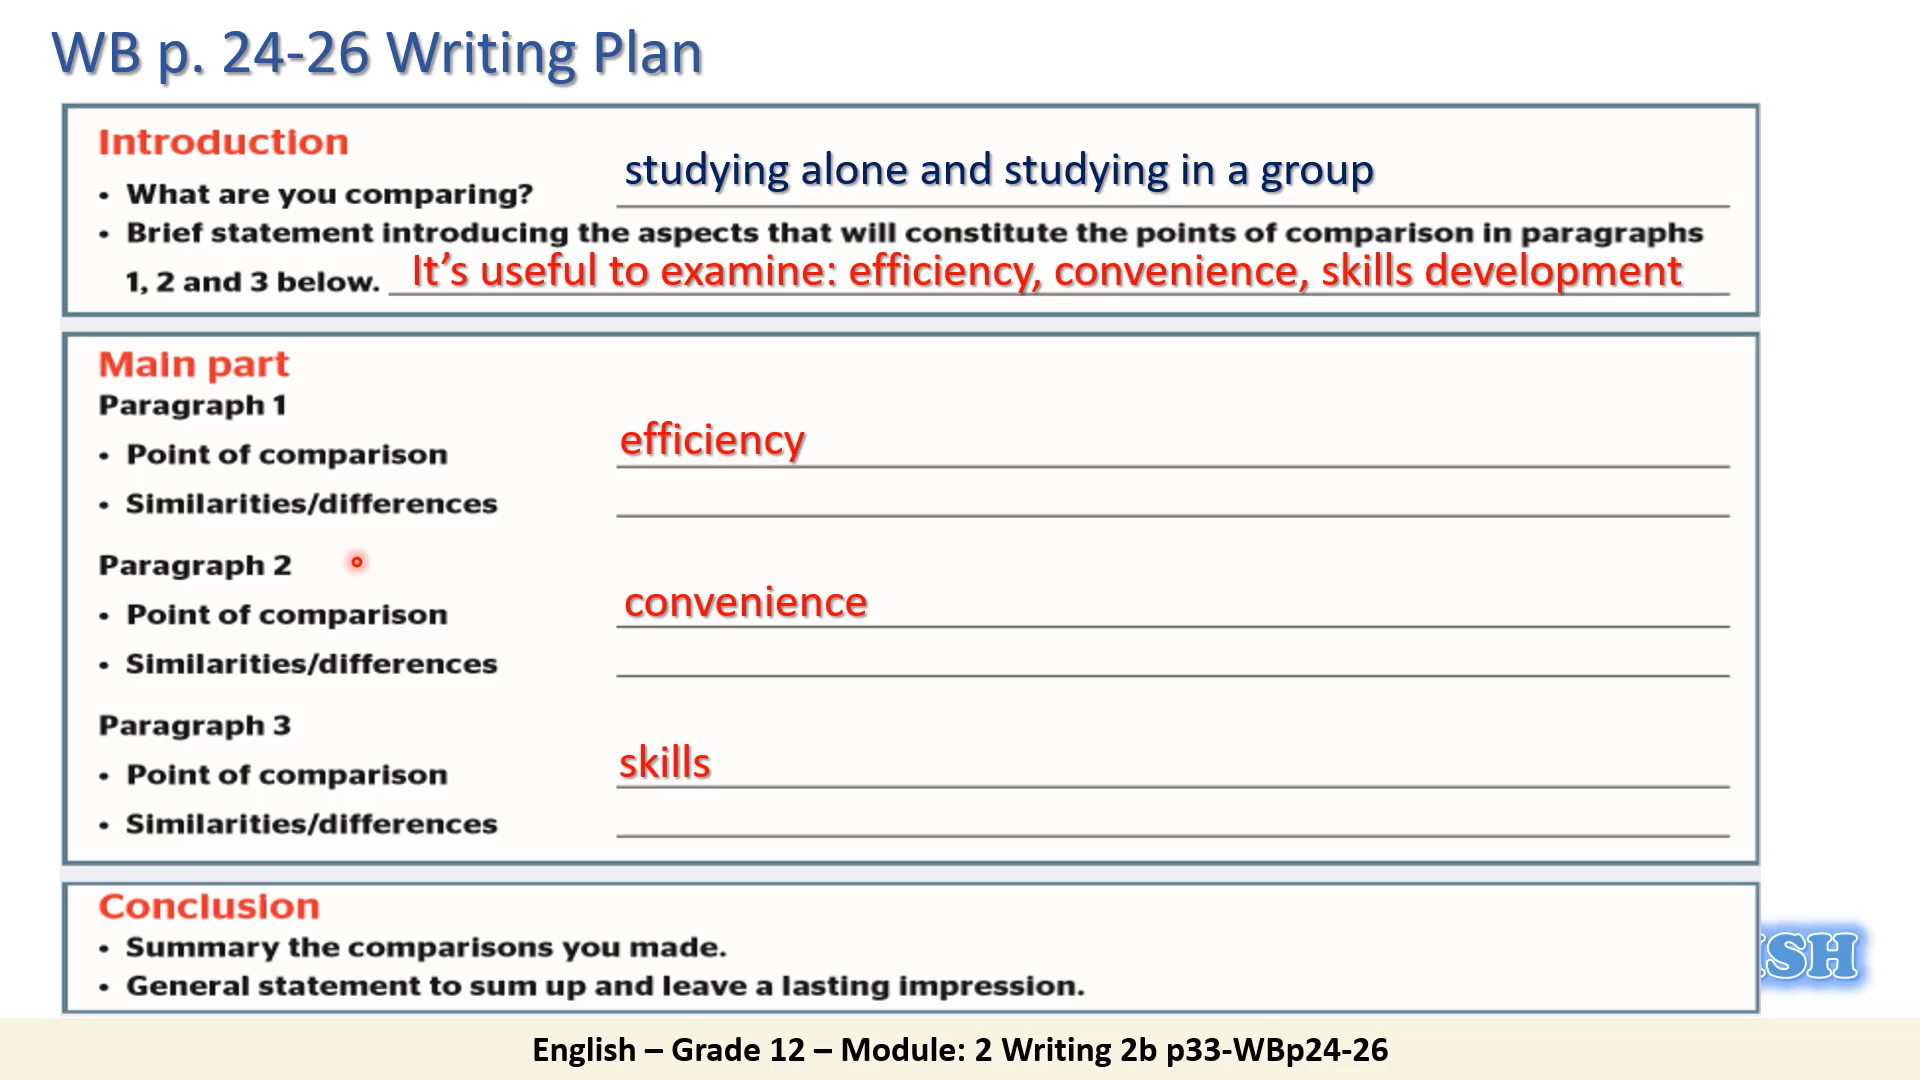 WB p. 24-26 Writing Plan
Introduction
• What are you comparing? studying alone and studying in a group
• Brief statement introducing the aspects that will constitute the points of comparison in paragraphs
1, 2 and 3 below. It’s useful to examine: efficiency, convenience, skills development
Main part
Paragraph 1
• Point of comparison efficiency
• Similarities/differences
Paragraph 2
• Point of comparison convenience
• Similarities/differences
Paragraph 3
• Point of comparison skills
• Similarities/differences
Conclusion
• Summary the comparisons you made.
• General statement to sum up and leave a lasting impression.
English – Grade 12 – Module: 2 Writing 2b p33-WBp24-26